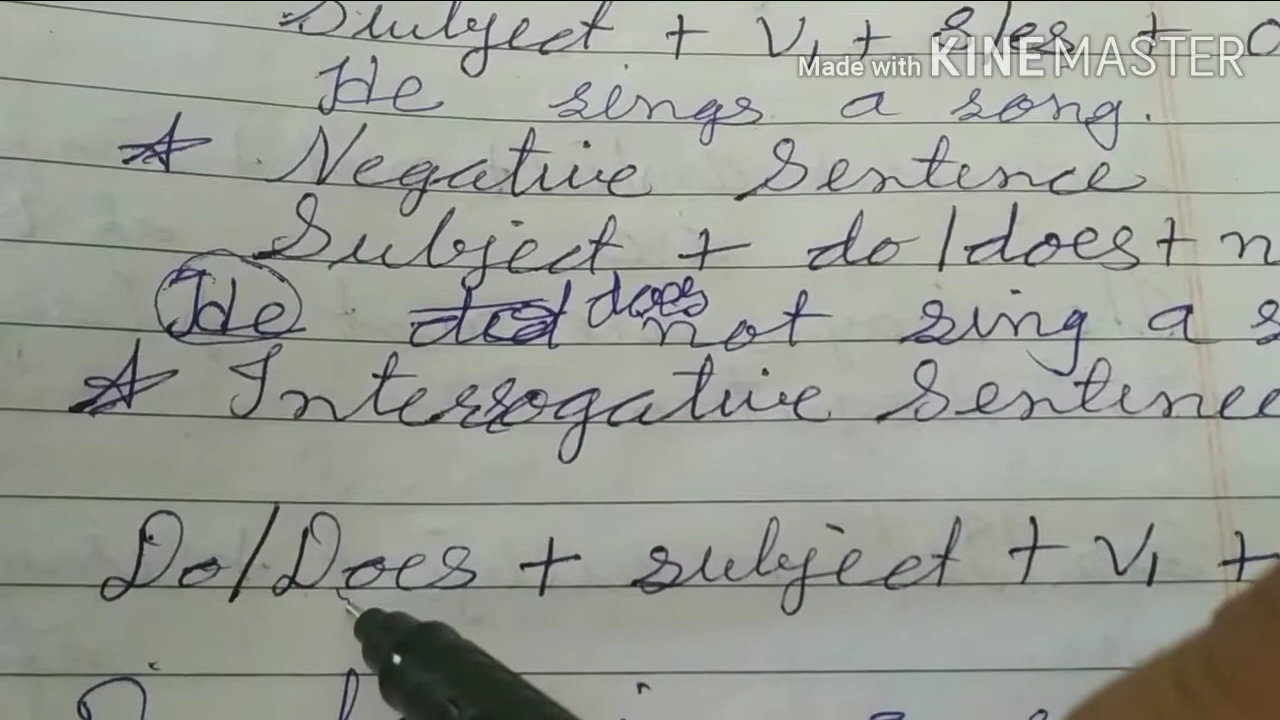 Subject + V1 + s/es + O
Made with KINEMASTER
He sings a song.
Negative Sentence
Subject + do/does + n
He did does not sing a s
Interrogative Sentence
Do/Does + subject + V1 +